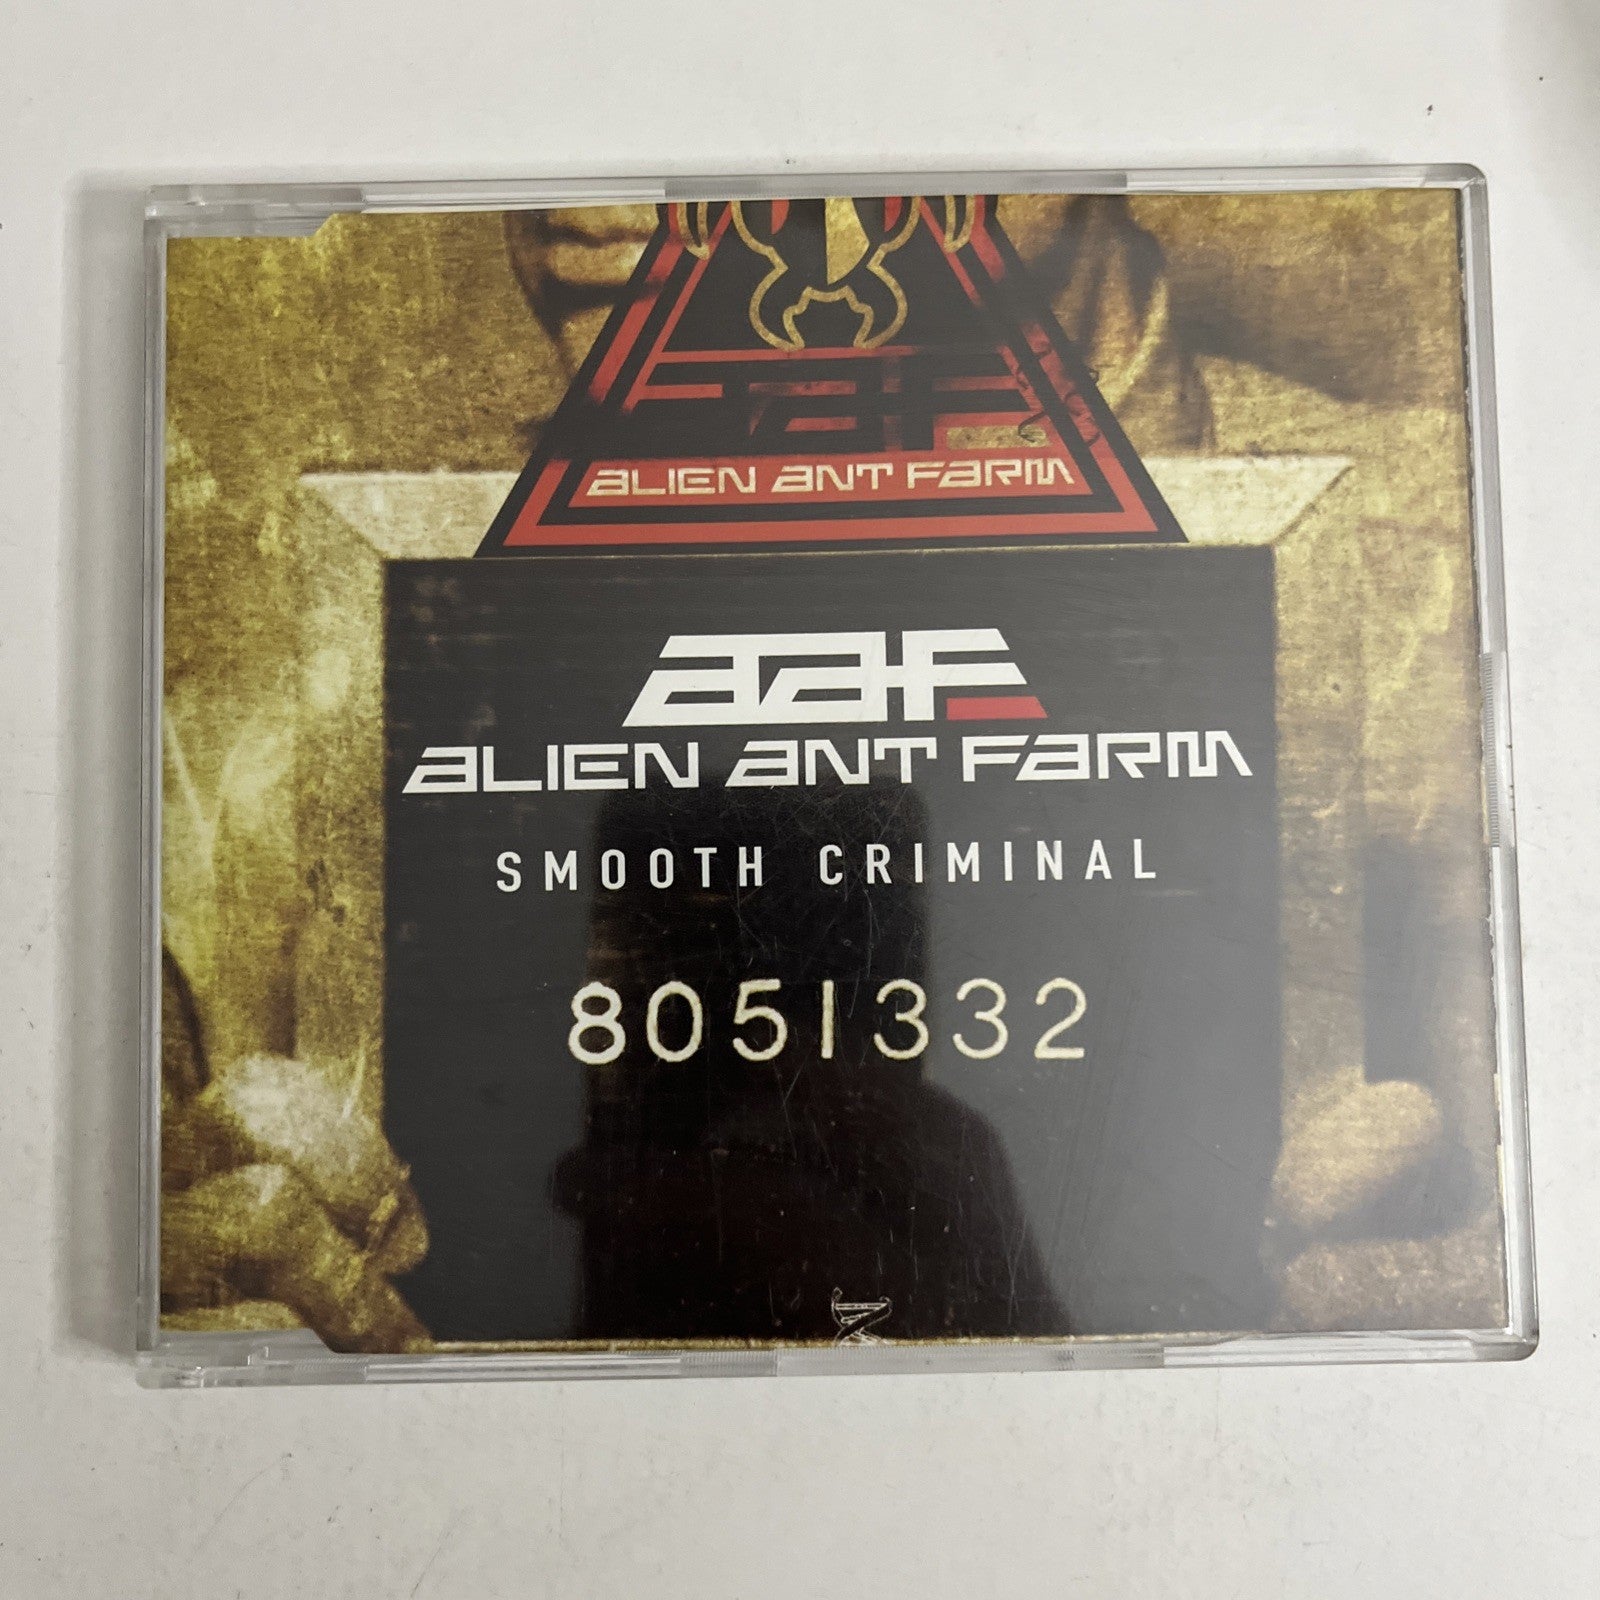 aaF
aLIEN aNT FarM
aaF
aLIEN aNT FarM
SMOOTH CRIMINAL
8051332